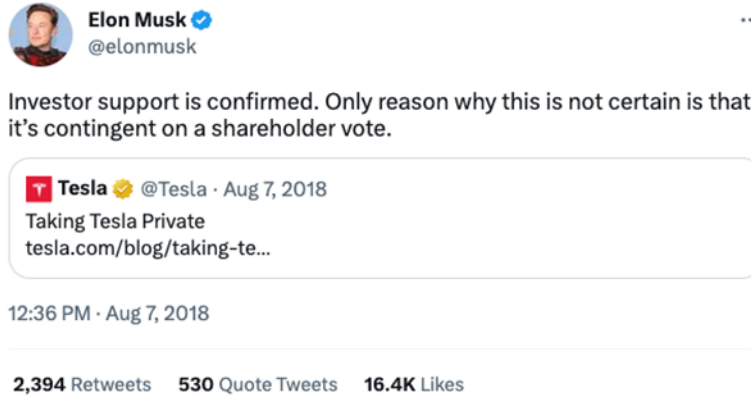 Elon Musk
@elonmusk
Investor support is confirmed. Only reason why this is not certain is that
it’s contingent on a shareholder vote.
Tesla @Tesla · Aug 7, 2018
Taking Tesla Private
tesla.com/blog/taking-te...
12:36 PM · Aug 7, 2018
2,394 Retweets 530 Quote Tweets 16.4K Likes